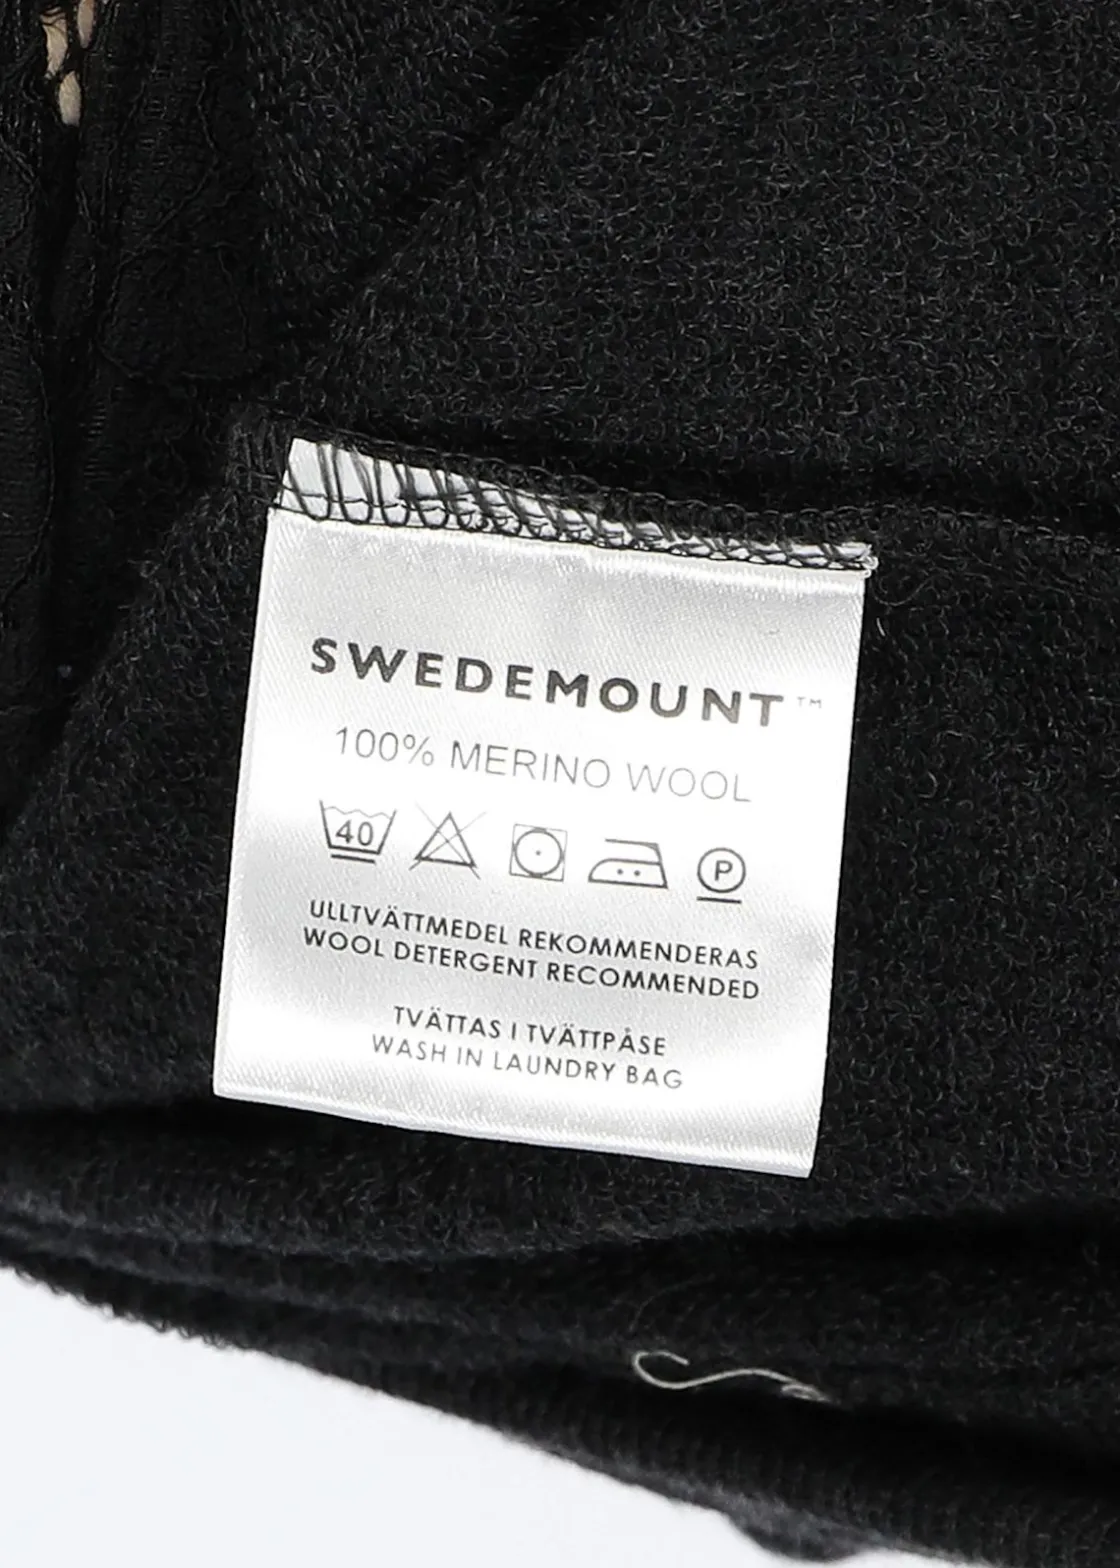 SWEDEMOUNT™
100% MERINO WOOL
40 P
ULLTVÄTTMEDEL REKOMMENDERAS
WOOL DETERGENT RECOMMENDED
TVÄTTAS I TVÄTTPÅSE
WASH IN LAUNDRY BAG